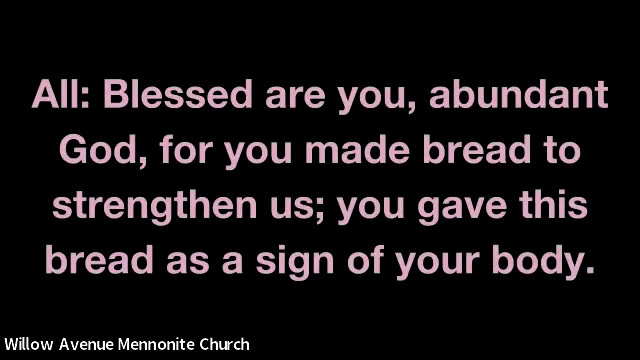 All: Blessed are you, abundant
God, for you made bread to
strengthen us; you gave this
bread as a sign of your body.
Willow Avenue Mennonite Church